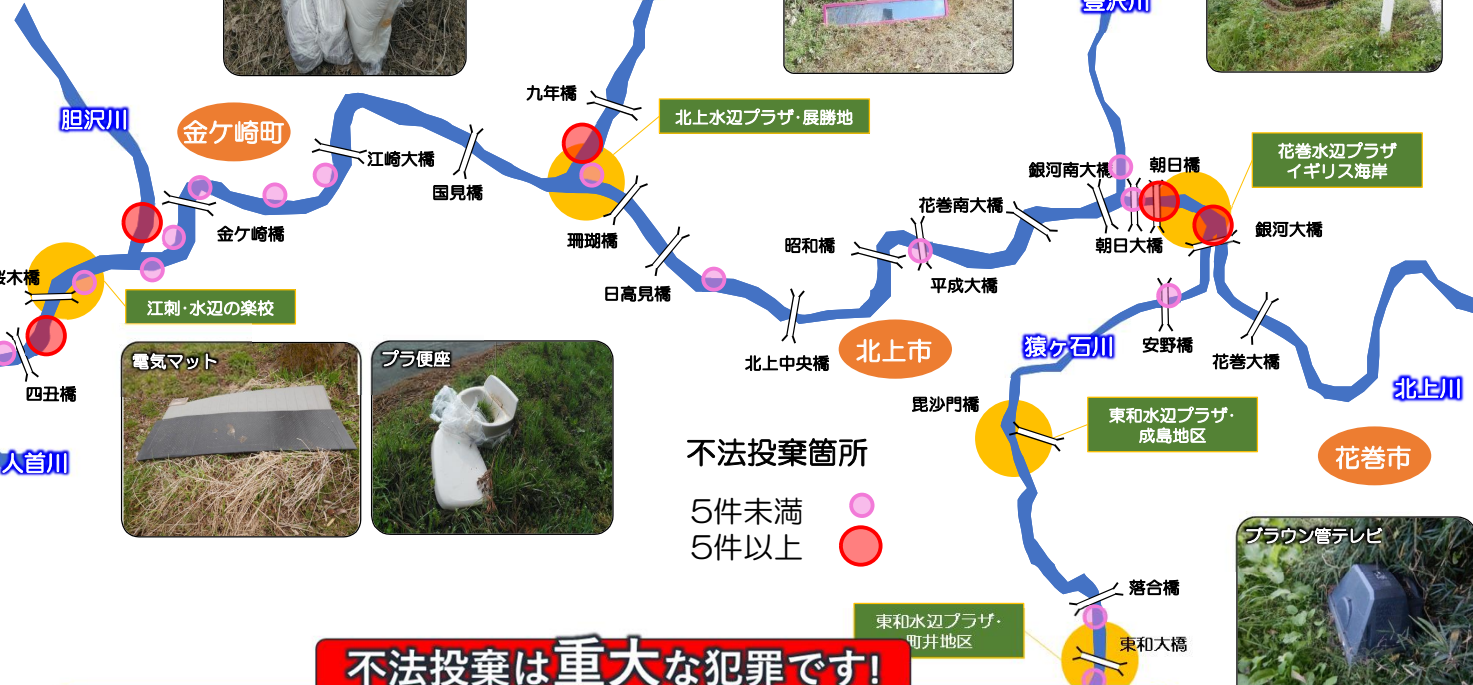 豊沢川
九年橋
北上水辺プラザ･展勝地
胆沢川
金ケ崎町
江崎大橋
国見橋
銀河南大橋
朝日橋
花巻水辺プラザ
イギリス海岸
金ケ崎橋
珊瑚橋
花巻南大橋
昭和橋
朝日大橋
銀河大橋
桜木橋
日高見橋
平成大橋
江刺･水辺の楽校
北上中央橋
北上市
猿ヶ石川
安野橋
花巻大橋
四丑橋
電気マット
プラ便座
北上川
毘沙門橋
東和水辺プラザ･
成島地区
人首川
不法投棄箇所
花巻市
5件未満
5件以上
ブラウン管テレビ
落合橋
東和水辺プラザ･
町井地区
東和大橋
不法投棄は重大な犯罪です!